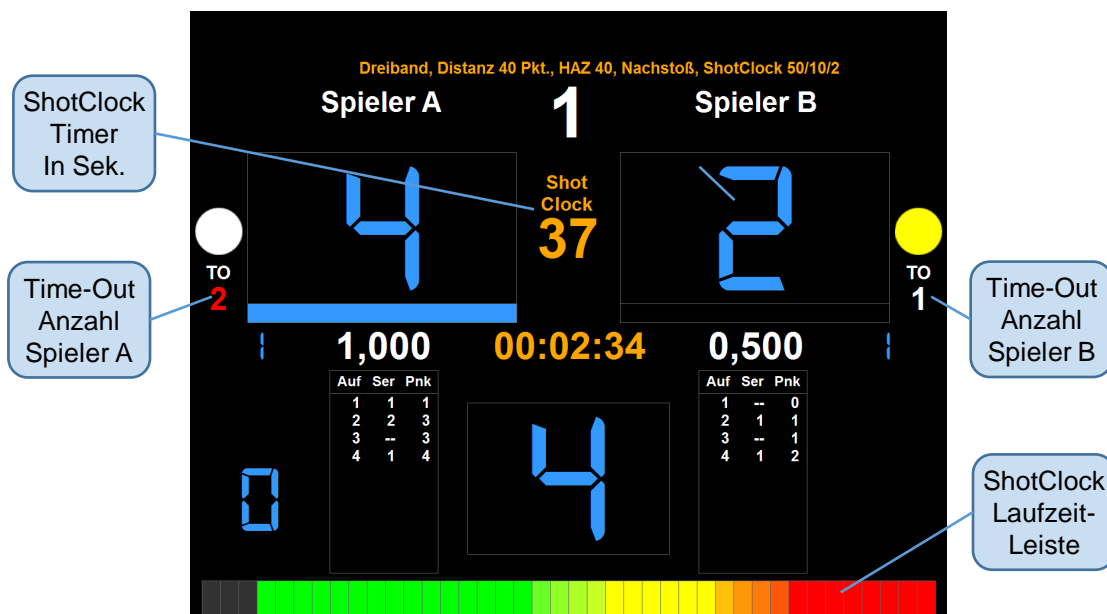 Dreiband, Distanz 40 Pkt., HAZ 40, Nachstoß, ShotClock 50/10/2
ShotClock
Timer
In Sek.
Spieler A 1 Spieler B
4 Shot Clock 37 2
TO
2
TO
1
Time-Out
Anzahl
Spieler A
Time-Out
Anzahl
Spieler B
1 1,000 00:02:34 0,500 1
Auf Ser Pnk
1 1 1
2 2 3
3 -- 3
4 1 4
4
Auf Ser Pnk
1 -- 0
2 1 1
3 -- 1
4 1 2
0
ShotClock
Laufzeit-
Leiste